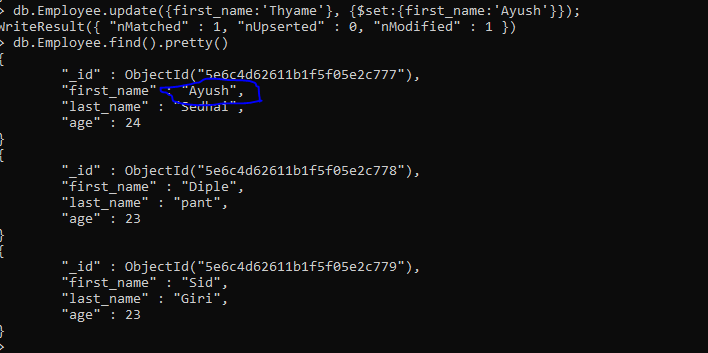 > db.Employee.update({first_name:'Thyame'}, {$set:{first_name:'Ayush'}});
WriteResult({ "nMatched" : 1, "nUpserted" : 0, "nModified" : 1 })
> db.Employee.find().pretty()
{
"_id" : ObjectId("5e6c4d62611b1f5f05e2c777"),
"first_name" : "Ayush",
"last_name" : "Sedhai",
"age" : 24
}
{
"_id" : ObjectId("5e6c4d62611b1f5f05e2c778"),
"first_name" : "Diple",
"last_name" : "pant",
"age" : 23
}
{
"_id" : ObjectId("5e6c4d62611b1f5f05e2c779"),
"first_name" : "Sid",
"last_name" : "Giri",
"age" : 23
}
>